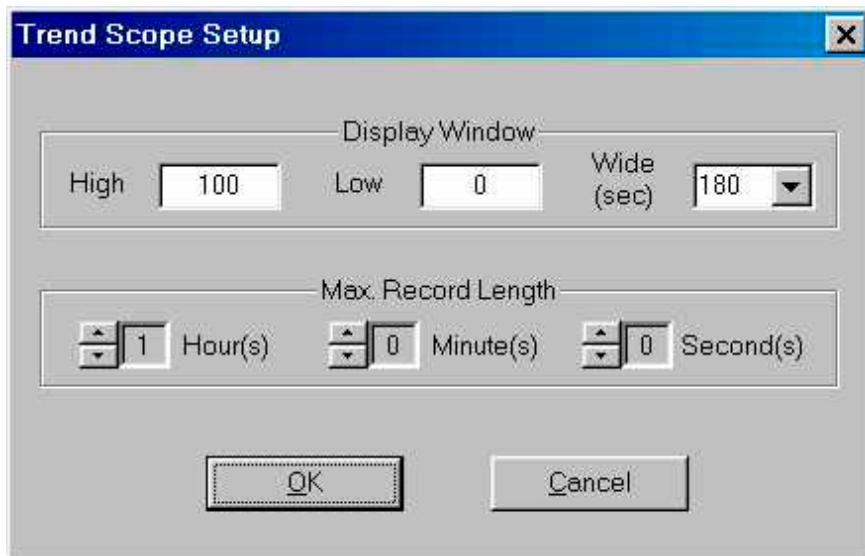 Trend Scope Setup
Display Window
High 100 Low 0 Wide (sec) 180
Max. Record Length
1 Hour(s) 0 Minute(s) 0 Second(s)
OK Cancel